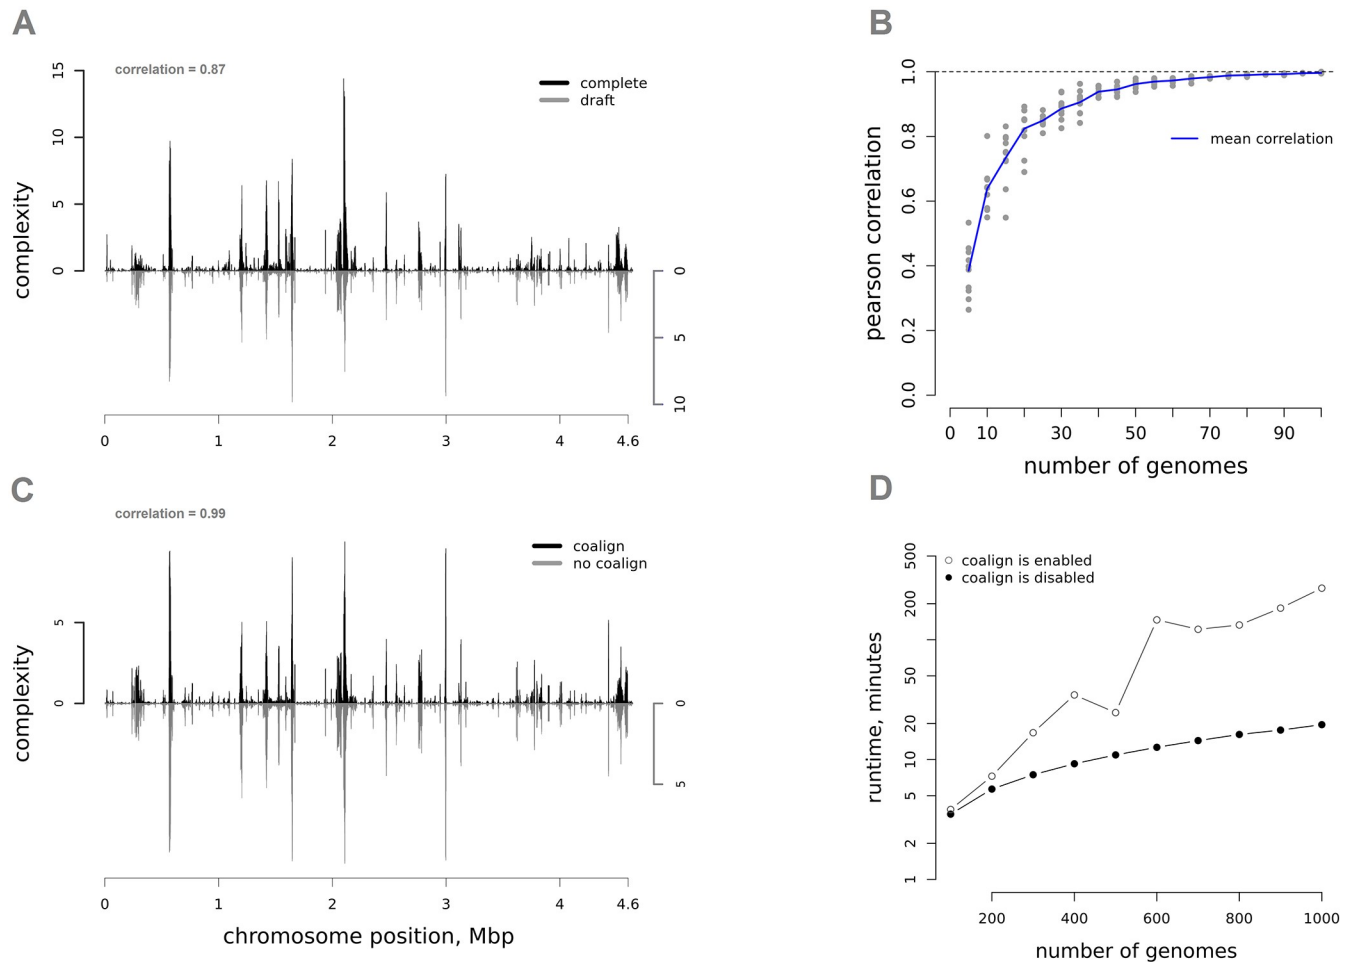 A
correlation = 0.87
complete
draft
complexity
15
10
5
0
0
5
10
0 1 2 3 4 4.6
B
pearson correlation
1.0
0.8
0.6
0.4
0.2
0.0
mean correlation
0 10 30 50 70 90
number of genomes
C
correlation = 0.99
coalign
no coalign
complexity
5
0
0
5
0 1 2 3 4 4.6
chromosome position, Mbp
D
coalign is enabled
coalign is disabled
runtime, minutes
500
200
50
20
10
5
2
1
200 400 600 800 1000
number of genomes